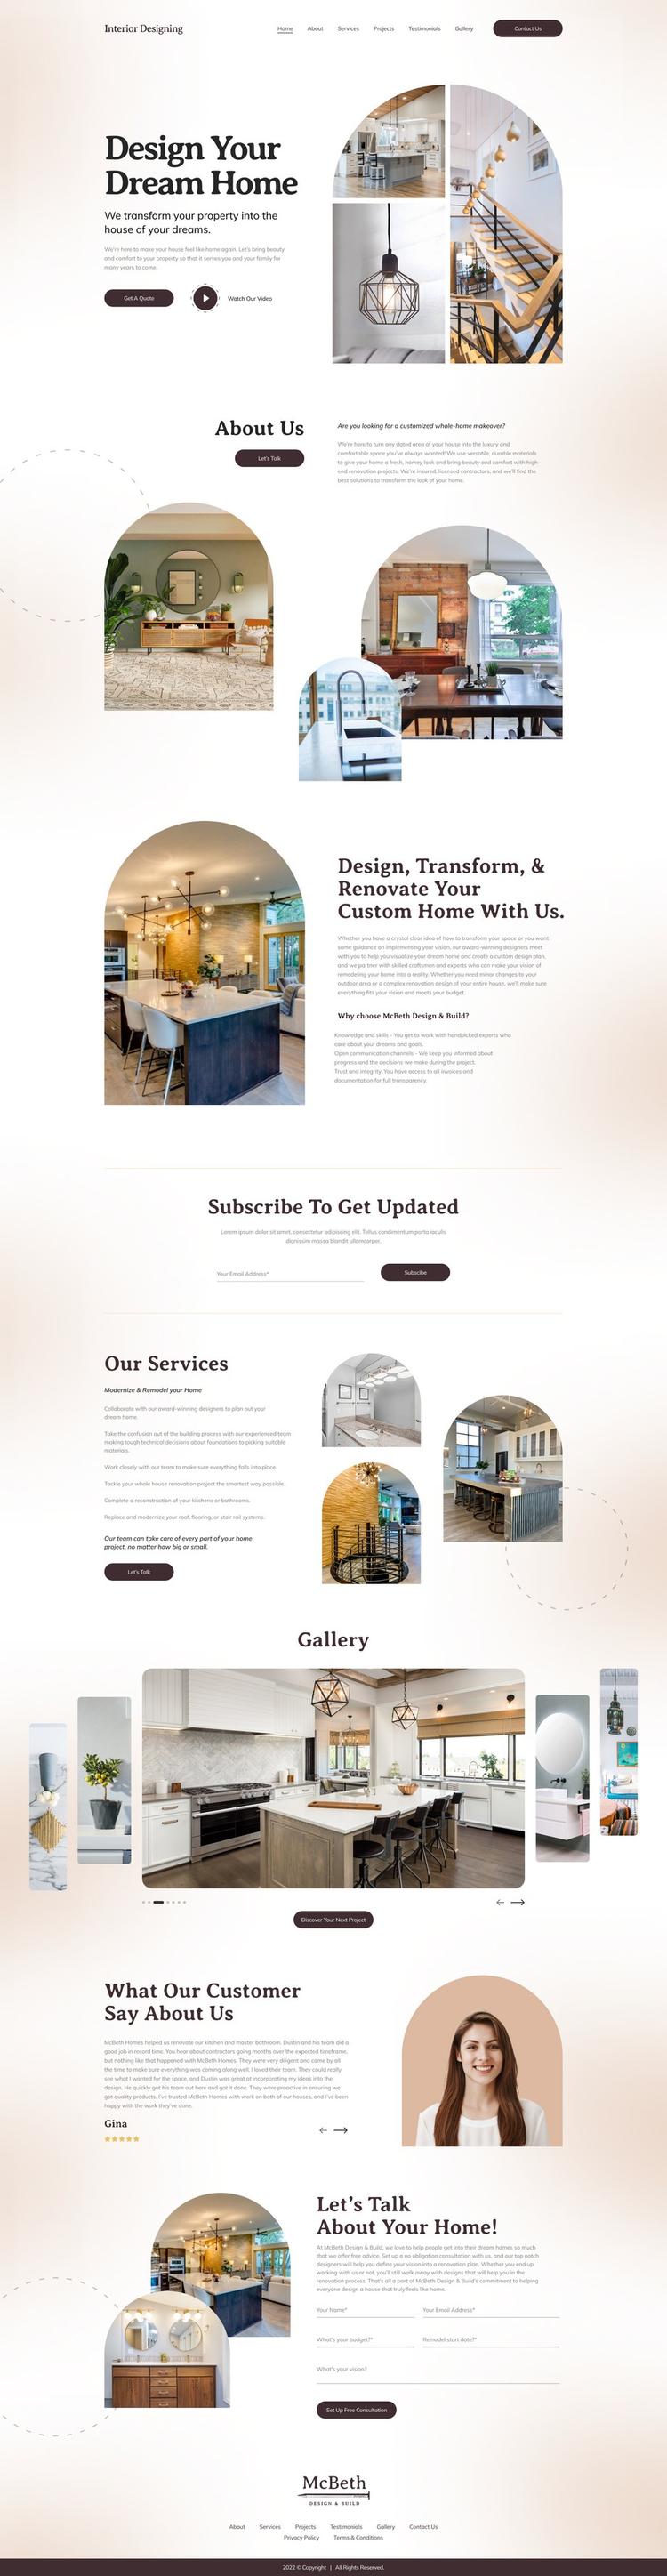 Interior Designing
Home About Services Projects Testimonials Gallery Contact Us
Design Your
Dream Home
We transform your property into the
house of your dreams.
We're here to make your house feel like home again. Let's bring beauty
and comfort to your property so that it serves you and your family for
many years to come.
Get A Quote
Watch Our Video
About Us
Let's Talk
Are you looking for a customized whole-home makeover?
We're here to turn any dated area of your house into the luxury and
comfortable space you've always wanted! We use versatile, durable materials
to give your home a fresh, homey look and bring beauty and comfort with high-
end renovation projects. We're insured, licensed contractors, and we'll find the
best solutions to transform the look of your home.
Design, Transform, &
Renovate Your
Custom Home With Us.
Whether you have a crystal clear idea of how to transform your space or you want
some guidance on implementing your vision, our award-winning designers meet
with you to help you visualize your dream home and create a custom design plan,
and we partner with skilled craftsmen and experts who can make your vision of
remodeling your home into a reality. Whether you need minor changes to your
outdoor area or a complex renovation design of your entire house, we'll make sure
everything fits your vision and meets your budget.
Why choose McBeth Design & Build?
Knowledge and skills - You get to work with handpicked experts who
care about your dreams and goals.
Open communication channels - We keep you informed about
progress and the decisions we make during the project.
Trust and integrity. You have access to all invoices and
documentation for full transparency.
Subscribe To Get Updated
Lorem ipsum dolor sit amet, consectetur adipiscing elit. Tellus condimentum porta iaculis
dignissim massa blandit ullamcorper.
Your Email Address*
Subscibe
Our Services
Modernize & Remodel your Home
Collaborate with our award-winning designers to plan out your
dream home.
Take the confusion out of the building process with our experienced team
making tough technical decisions about foundations to picking suitable
materials.
Work closely with our team to make sure everything falls into place.
Tackle your whole house renovation project the smartest way possible.
Complete a reconstruction of your kitchens or bathrooms.
Replace and modernize your roof, flooring, or stair rail systems.
Our team can take care of every part of your home
project, no matter how big or small.
Let's Talk
Gallery
Discover Your Next Project
What Our Customer
Say About Us
McBeth Homes helped us renovate our kitchen and master bathroom. Dustin and his team did a
good job in record time. You hear about contractors going months over the expected timeframe,
but nothing like that happened with McBeth Homes. They were very diligent and came by all
the time to make sure everything was coming along well. I loved their team. They could really
see what I wanted for the space, and Dustin was great at incorporating my ideas into the
design. He quickly got his team out here and got it done. They were proactive in ensuring we
got quality products. I've trusted McBeth Homes with work on both of our houses, and I've been
happy with the work they've done.
Gina
Let's Talk
About Your Home!
At McBeth Design & Build, we love to help people get into their dream homes so much
that we offer free advice. Set up a no obligation consultation with us, and our top notch
designers will help you define your vision into a renovation plan. Whether you end up
working with us or not, you'll still walk away with designs that will help you in the
renovation process. That's all a part of McBeth Design & Build's commitment to helping
everyone design a house that truly feels like home.
Your Name* Your Email Address*
What's your budget?* Remodel start date?*
What's your vision?
Set Up Free Consultation
McBeth
DESIGN & BUILD
About Services Projects Testimonials Gallery Contact Us
Privacy Policy Terms & Conditions
2022 © Copyright | All Rights Reserved.